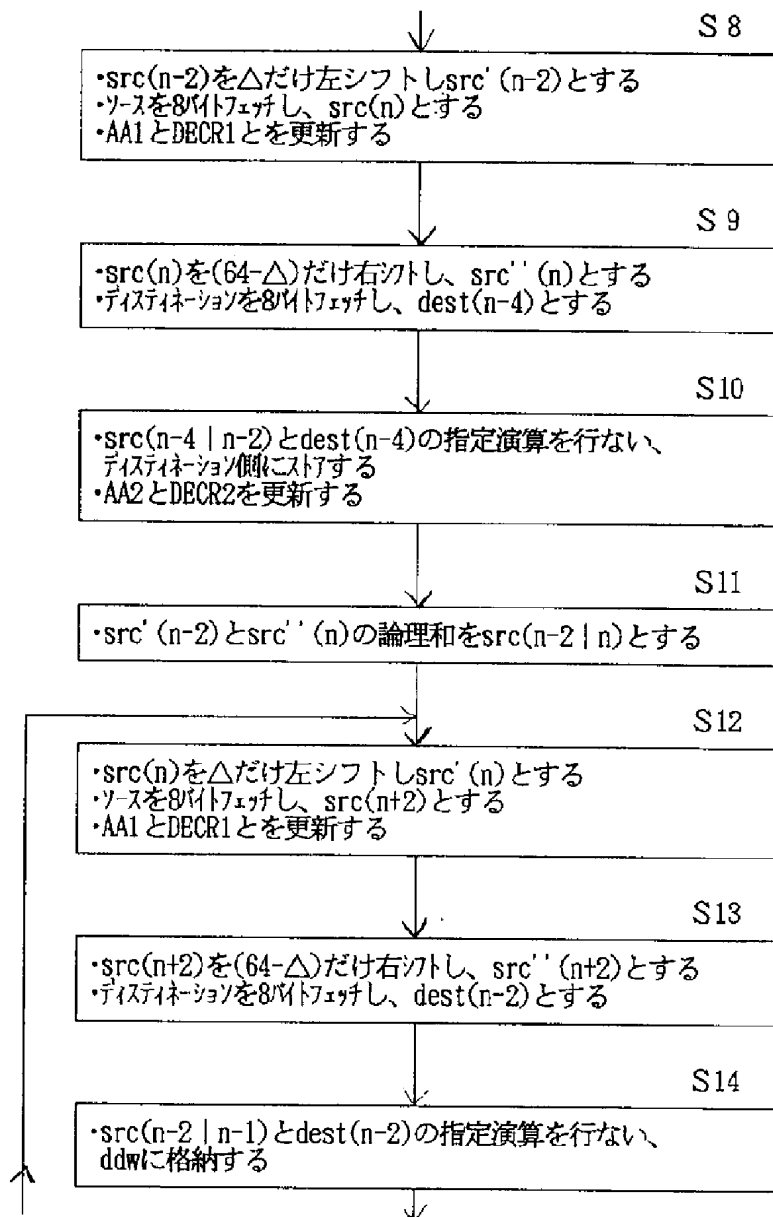 S8
・src(n-2)を△だけ左シフトしsrc'(n-2)とする
・ソースを8バイトフェッチし、src(n)とする
・AA1とDECR1とを更新する
S9
・src(n)を(64-△)だけ右シフトし、src''(n)とする
・ディスティネーションを8バイトフェッチし、dest(n-4)とする
S10
・src(n-4|n-2)とdest(n-4)の指定演算を行ない、
ディスティネーション側にストアする
・AA2とDECR2を更新する
S11
・src'(n-2)とsrc''(n)の論理和をsrc(n-2|n)とする
S12
・src(n)を△だけ左シフトしsrc'(n)とする
・ソースを8バイトフェッチし、src(n+2)とする
・AA1とDECR1とを更新する
S13
・src(n+2)を(64-△)だけ右シフトし、src''(n+2)とする
・ディスティネーションを8バイトフェッチし、dest(n-2)とする
S14
・src(n-2|n-1)とdest(n-2)の指定演算を行ない、
ddwに格納する